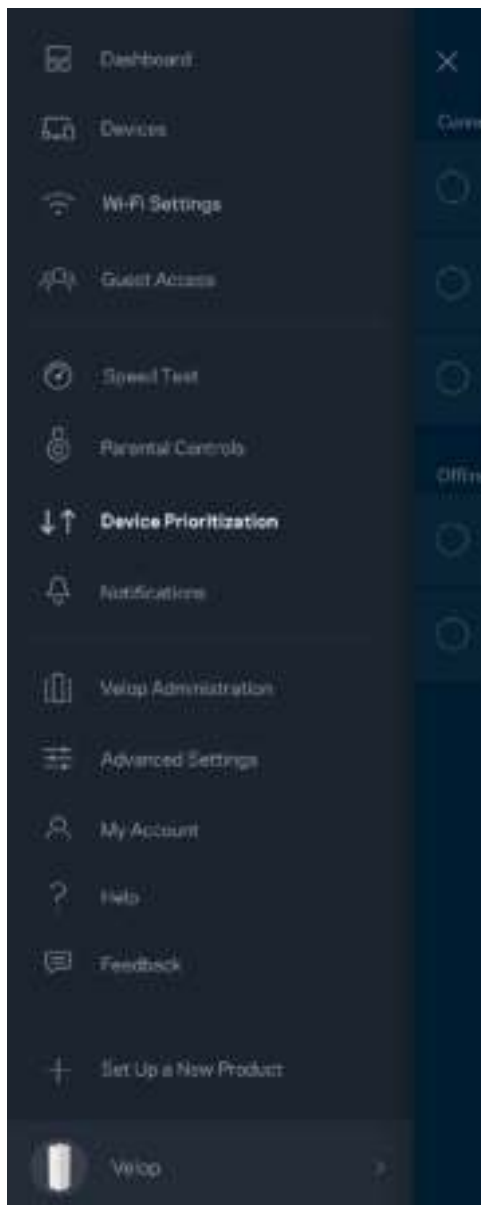 Dashboard
Devices
Wi-Fi Settings
Guest Access
Speed Test
Parental Controls
Device Prioritization
Notifications
Velop Administration
Advanced Settings
My Account
? Help
Feedback
Set Up a New Product
Velop